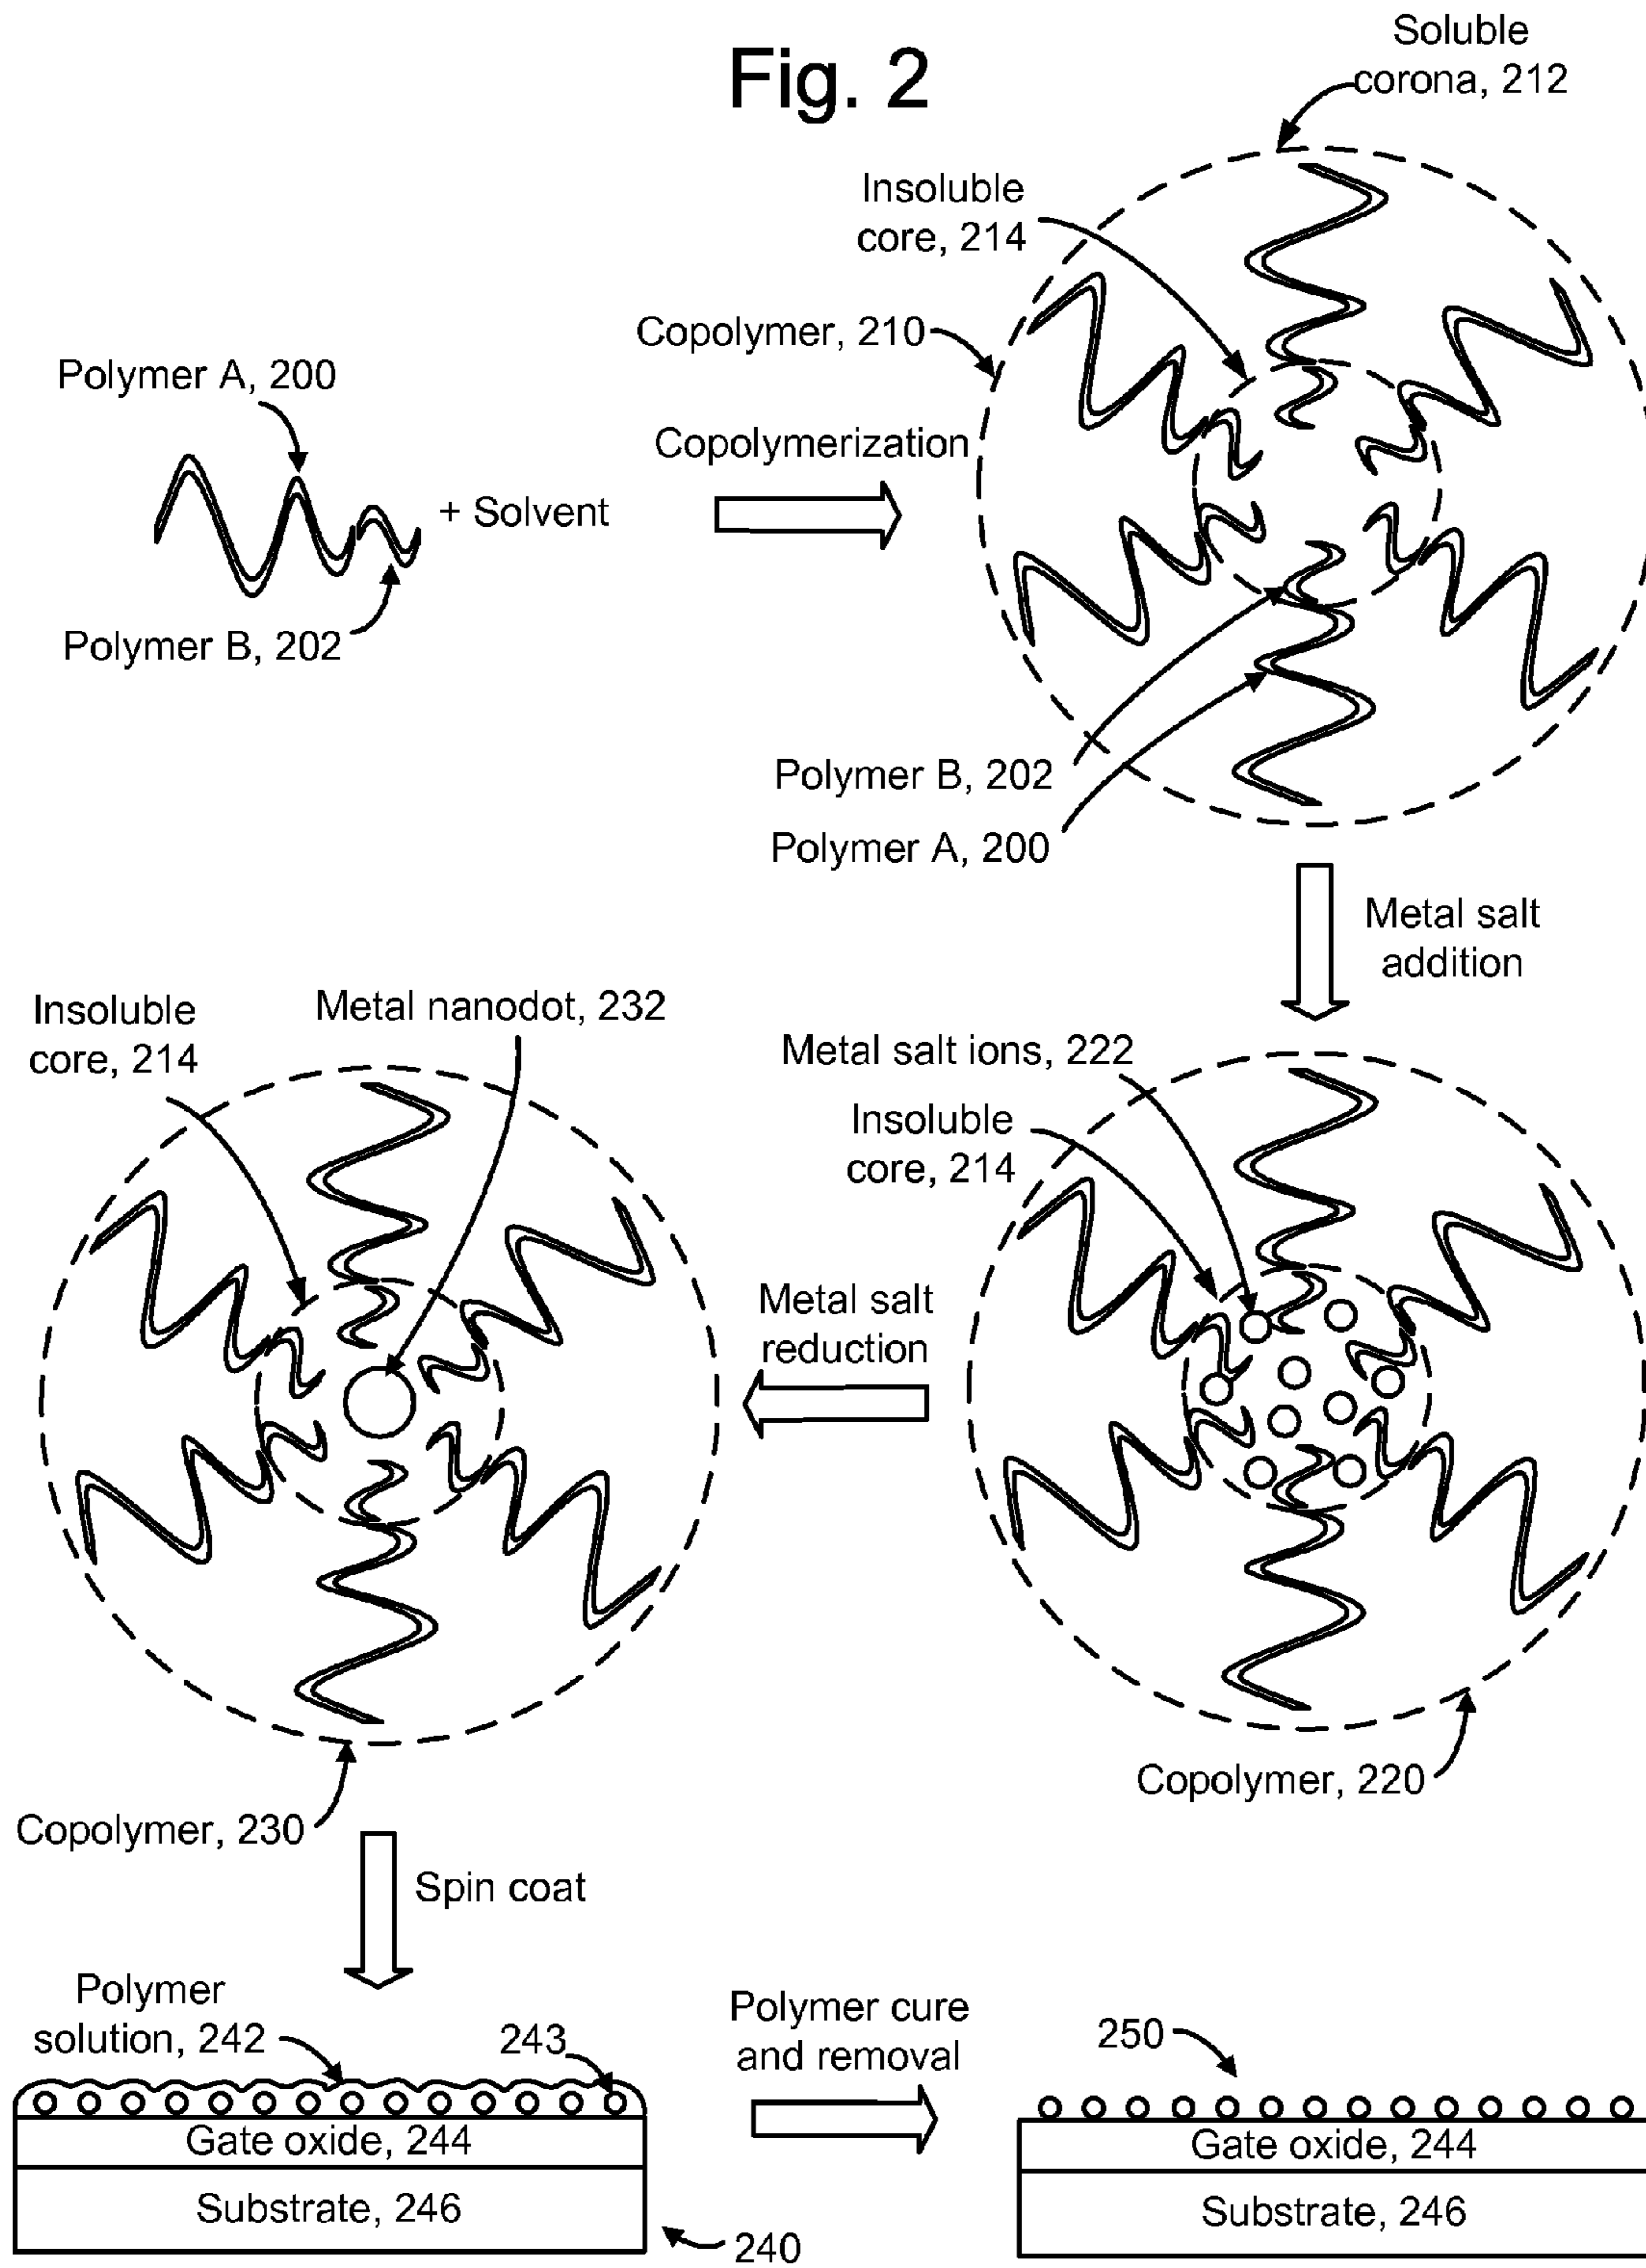 Fig. 2
Soluble
corona, 212
Insoluble
core, 214
Copolymer, 210
Polymer A, 200
Copolymerization
+ Solvent
Polymer B, 202
Polymer B, 202
Polymer A, 200
Metal salt
addition
Insoluble
core, 214
Metal nanodot, 232
Metal salt ions, 222
Insoluble
core, 214
Metal salt
reduction
Copolymer, 220
Copolymer, 230
Spin coat
Polymer
solution, 242
243
Polymer cure
and removal
250
Gate oxide, 244
Gate oxide, 244
Substrate, 246
Substrate, 246
240